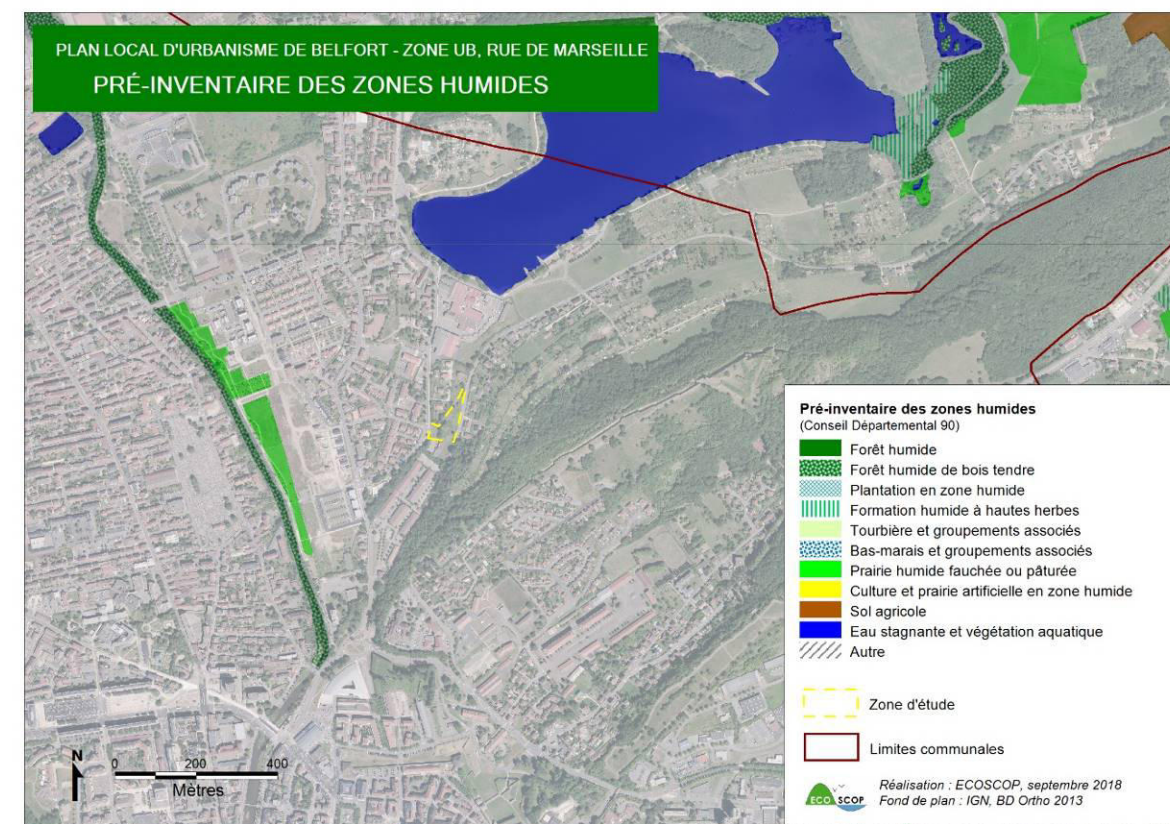 PLAN LOCAL D'URBANISME DE BELFORT - ZONE UB, RUE DE MARSEILLE
PRÉ-INVENTAIRE DES ZONES HUMIDES
Pré-inventaire des zones humides
(Conseil Départemental 90)
Forêt humide
Forêt humide de bois tendre
Plantation en zone humide
Formation humide à hautes herbes
Tourbière et groupements associés
Bas-marais et groupements associés
Prairie humide fauchée ou pâturée
Culture et prairie artificielle en zone humide
Sol agricole
Eau stagnante et végétation aquatique
Autre
Zone d'étude
Limites communales
N
0 200 400
Mètres
ECO SCOP
Réalisation : ECOSCOP, septembre 2018
Fond de plan : IGN, BD Ortho 2013